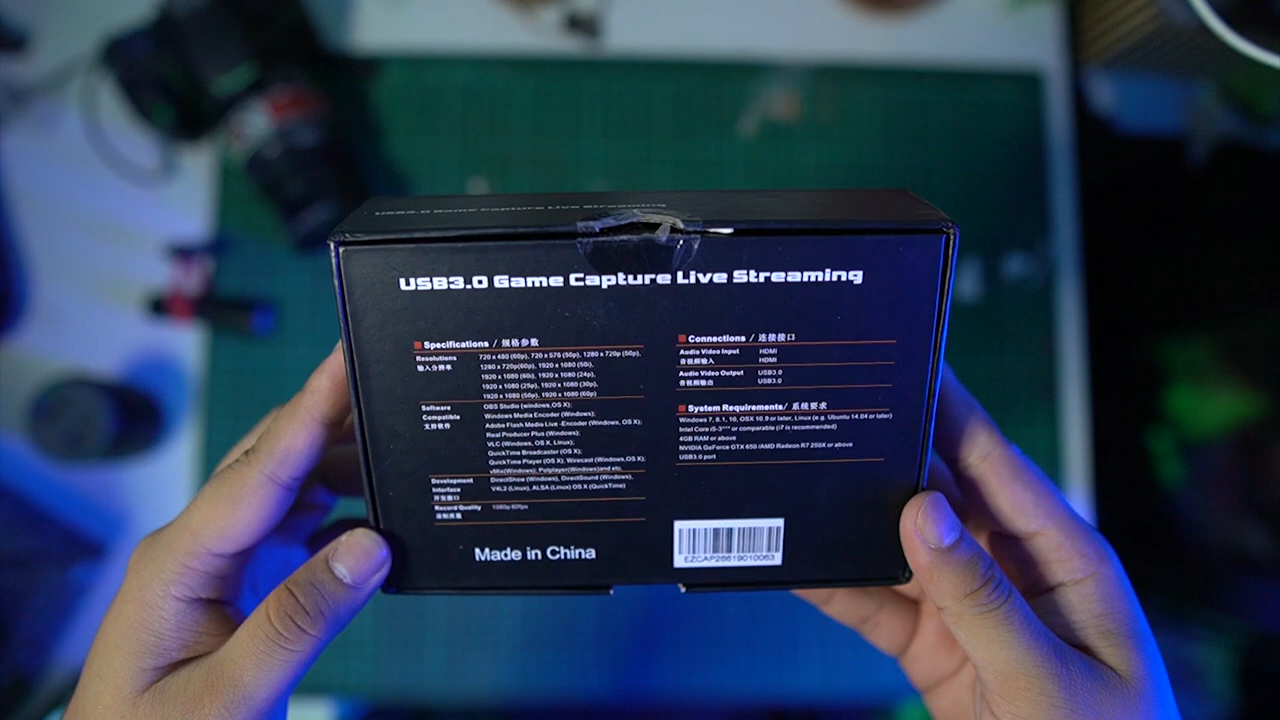 USB3.0 Game Capture Live Streaming
USB3.0 Game Capture Live Streaming
Specifications / 规格参数
Resolutions 720 x 480 (60p), 720 x 576 (50p), 1280 x 720p (50p),
输入分辨率 1280 x 720p(60p), 1920 x 1080 (50i),
1920 x 1080 (60i), 1920 x 1080 (24p),
1920 x 1080 (25p), 1920 x 1080 (30p),
1920 x 1080 (50p), 1920 x 1080 (60p)
Software OBS Studio (windows,OS X);
Compatible Windows Media Encoder (Windows);
支持软件 Adobe Flash Media Live -Encoder (Windows, OS X);
Real Producer Plus (Windows);
VLC (Windows, OS X, Linux);
QuickTime Broadcaster (OS X);
QuickTime Player (OS X); Wirecast (Windows,OS X);
vMix(Windows); Potplayer(Windows)and etc.
Development DirectShow (Windows), DirectSound (Windows),
Interface V4L2 (Linux), ALSA (Linux) OS X (QuickTime)
开发接口
Record Quality 1080p 60fps
录制质量
Made in China
Connections / 连接接口
Audio Video Input HDMI
音视频输入 HDMI
Audio Video Output USB3.0
音视频输出 USB3.0
System Requirements/ 系统要求
Windows 7, 8.1, 10, OSX 10.9 or later, Linux (e.g. Ubuntu 14.04 or later)
Intel Core i5-3*** or comparable (i7 is recommended)
4GB RAM or above
NVIDIA GeForce GTX 650 /AMD Radeon R7 250X or above
USB3.0 port
EZCAP26619010063